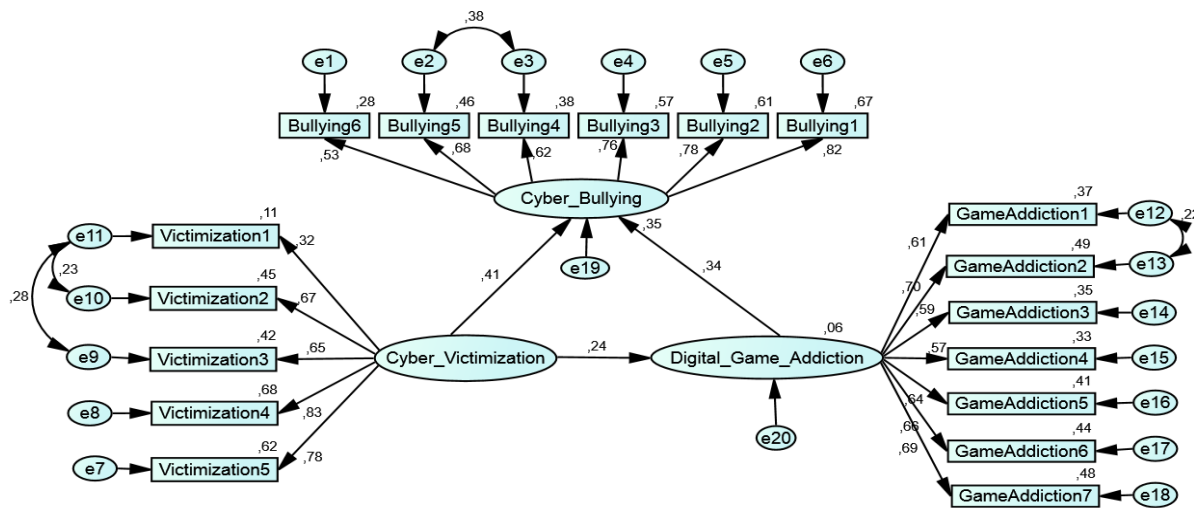 ,38
e1 e2 e3 e4 e5 e6
,28 ,46 ,38 ,57 ,61 ,67
Bullying6 Bullying5 Bullying4 Bullying3 Bullying2 Bullying1
,53 ,68 ,62 ,76 ,78 ,82
Cyber_Bullying
,35
e19
,41 ,34
,11
e11 Victimization1 ,32
,23
,45
e10 Victimization2 ,67
,28
,42
e9 Victimization3 ,65
,68
e8 Victimization4 ,83
,62
e7 Victimization5 ,78
Cyber_Victimization ,24 Digital_Game_Addiction
,06
e20
,37
,61 GameAddiction1 e12
,22
,49
,70 GameAddiction2 e13
,35
,59 GameAddiction3 e14
,33
,57 GameAddiction4 e15
,41
,64 GameAddiction5 e16
,44
,66 GameAddiction6 e17
,48
,69 GameAddiction7 e18